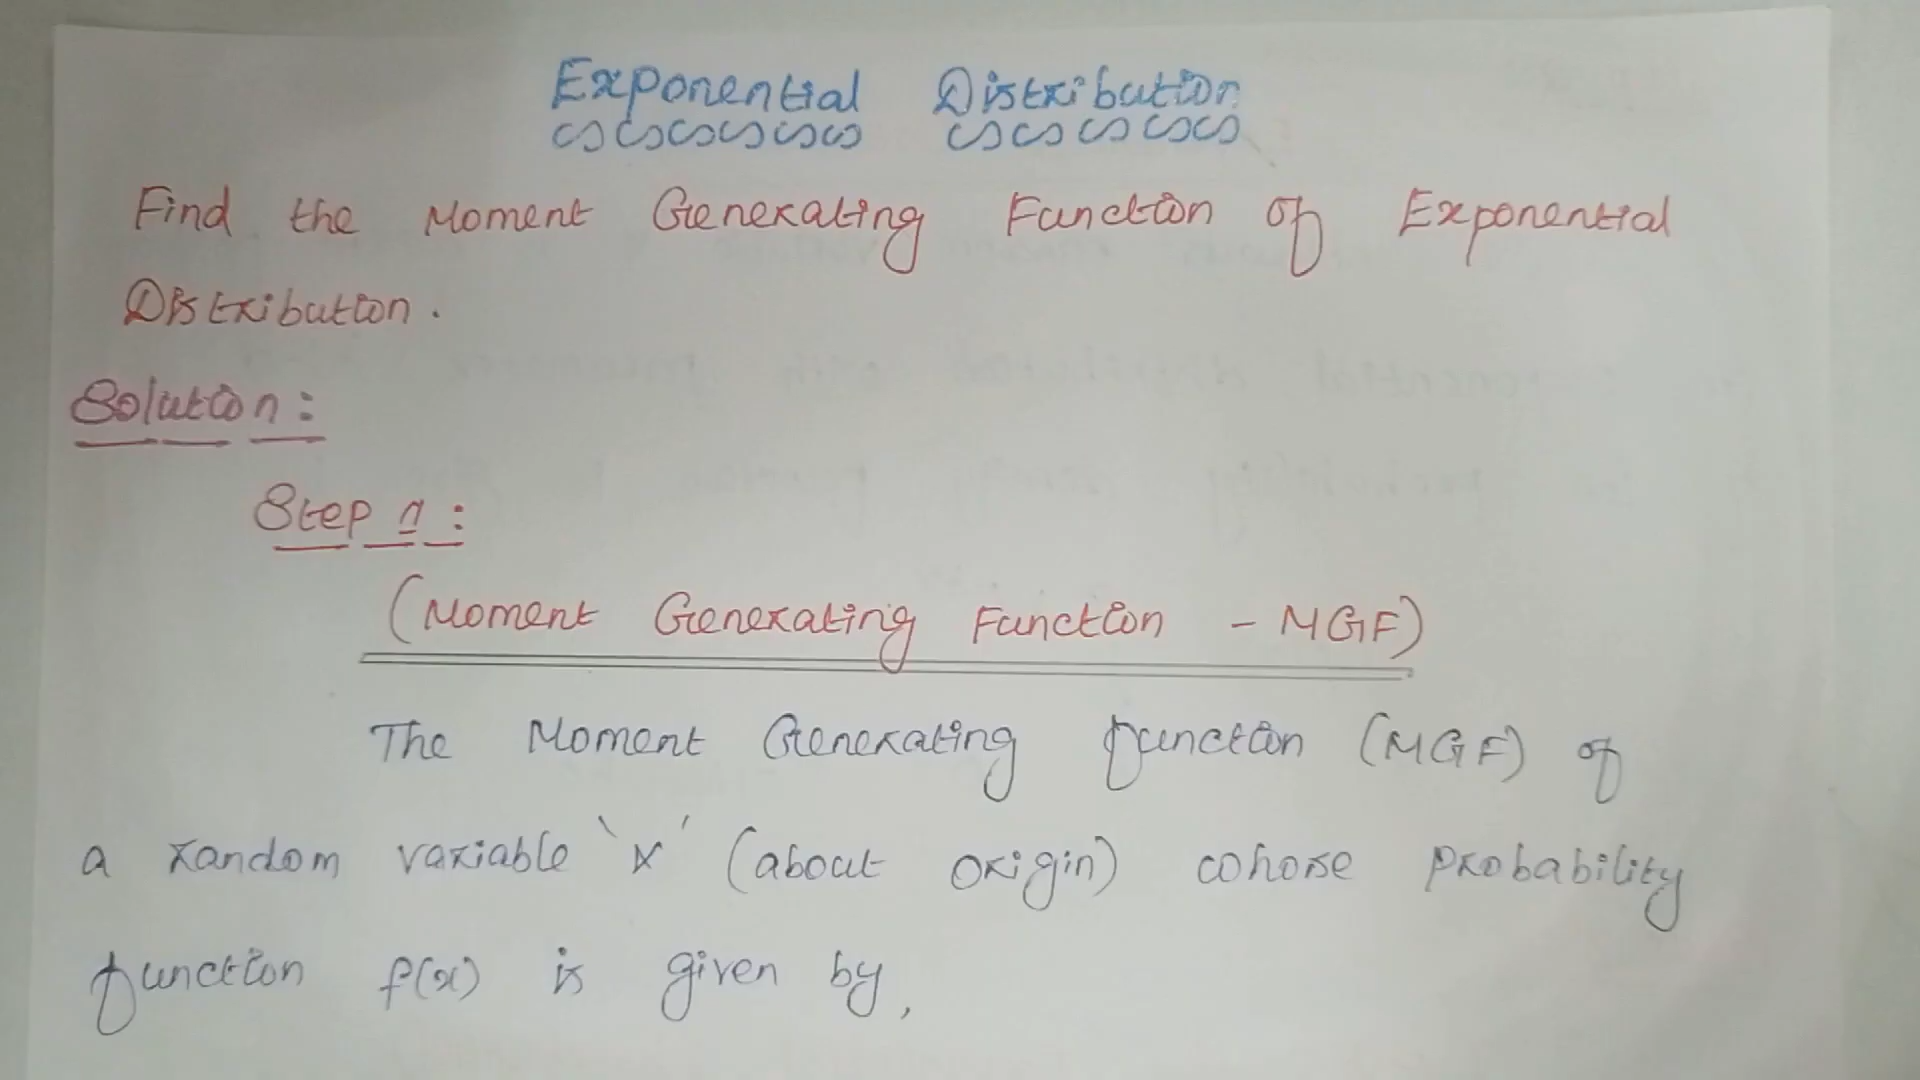 Exponential Distribution
Find the Moment Generating Function of Exponential
Distribution.
Solution:
Step 1:
(Moment Generating Function - MGF)
The Moment Generating function (MGF) of
a random variable `x' (about origin) whose probability
function f(x) is given by,